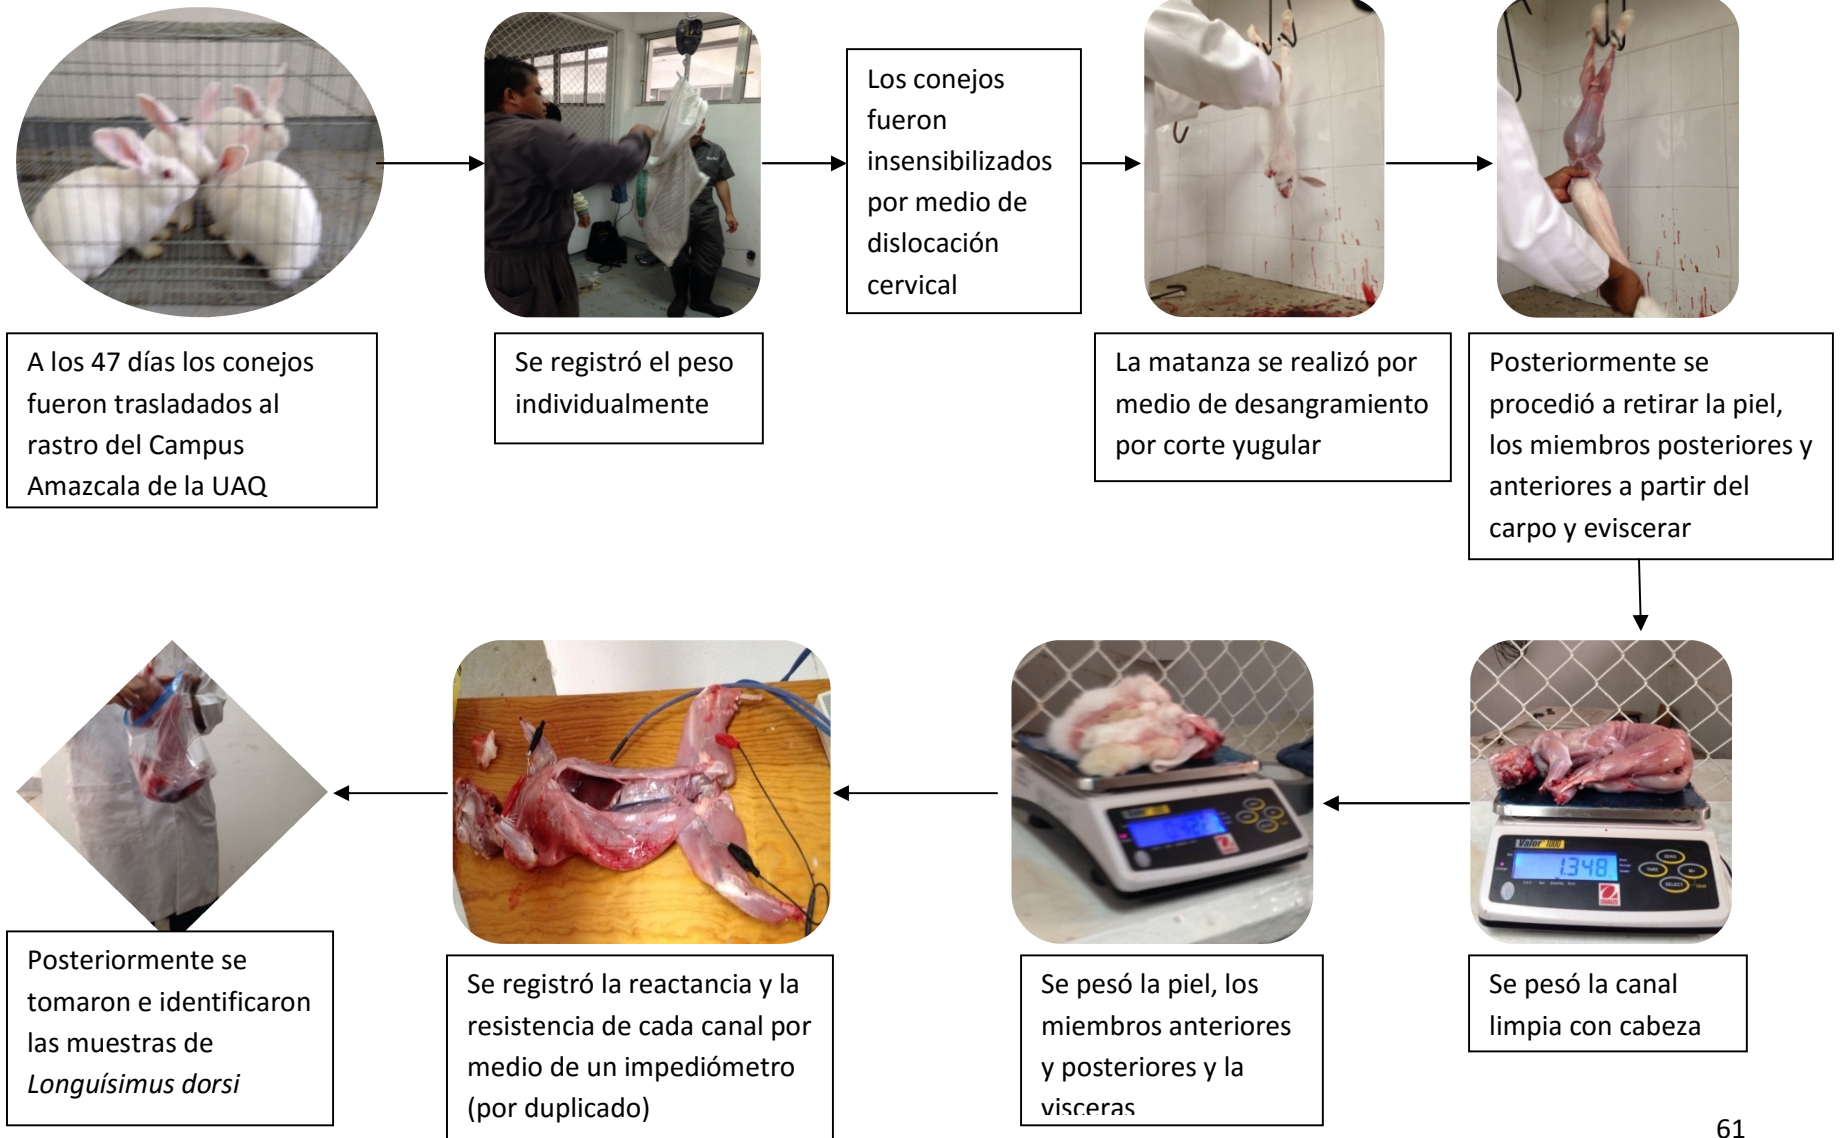 A los 47 días los conejos
fueron trasladados al
rastro del Campus
Amazcala de la UAQ
Se registró el peso
individualmente
Los conejos
fueron
insensibilizados
por medio de
dislocación
cervical
La matanza se realizó por
medio de desangramiento
por corte yugular
Posteriormente se
procedió a retirar la piel,
los miembros posteriores y
anteriores a partir del
carpo y eviscerar
Se pesó la canal
limpia con cabeza
Valor 1000
1.348
OHAUS
Se pesó la piel, los
miembros anteriores
y posteriores y la
visceras
Se registró la reactancia y la
resistencia de cada canal por
medio de un impediómetro
(por duplicado)
Posteriormente se
tomaron e identificaron
las muestras de
Longuísimus dorsi
61